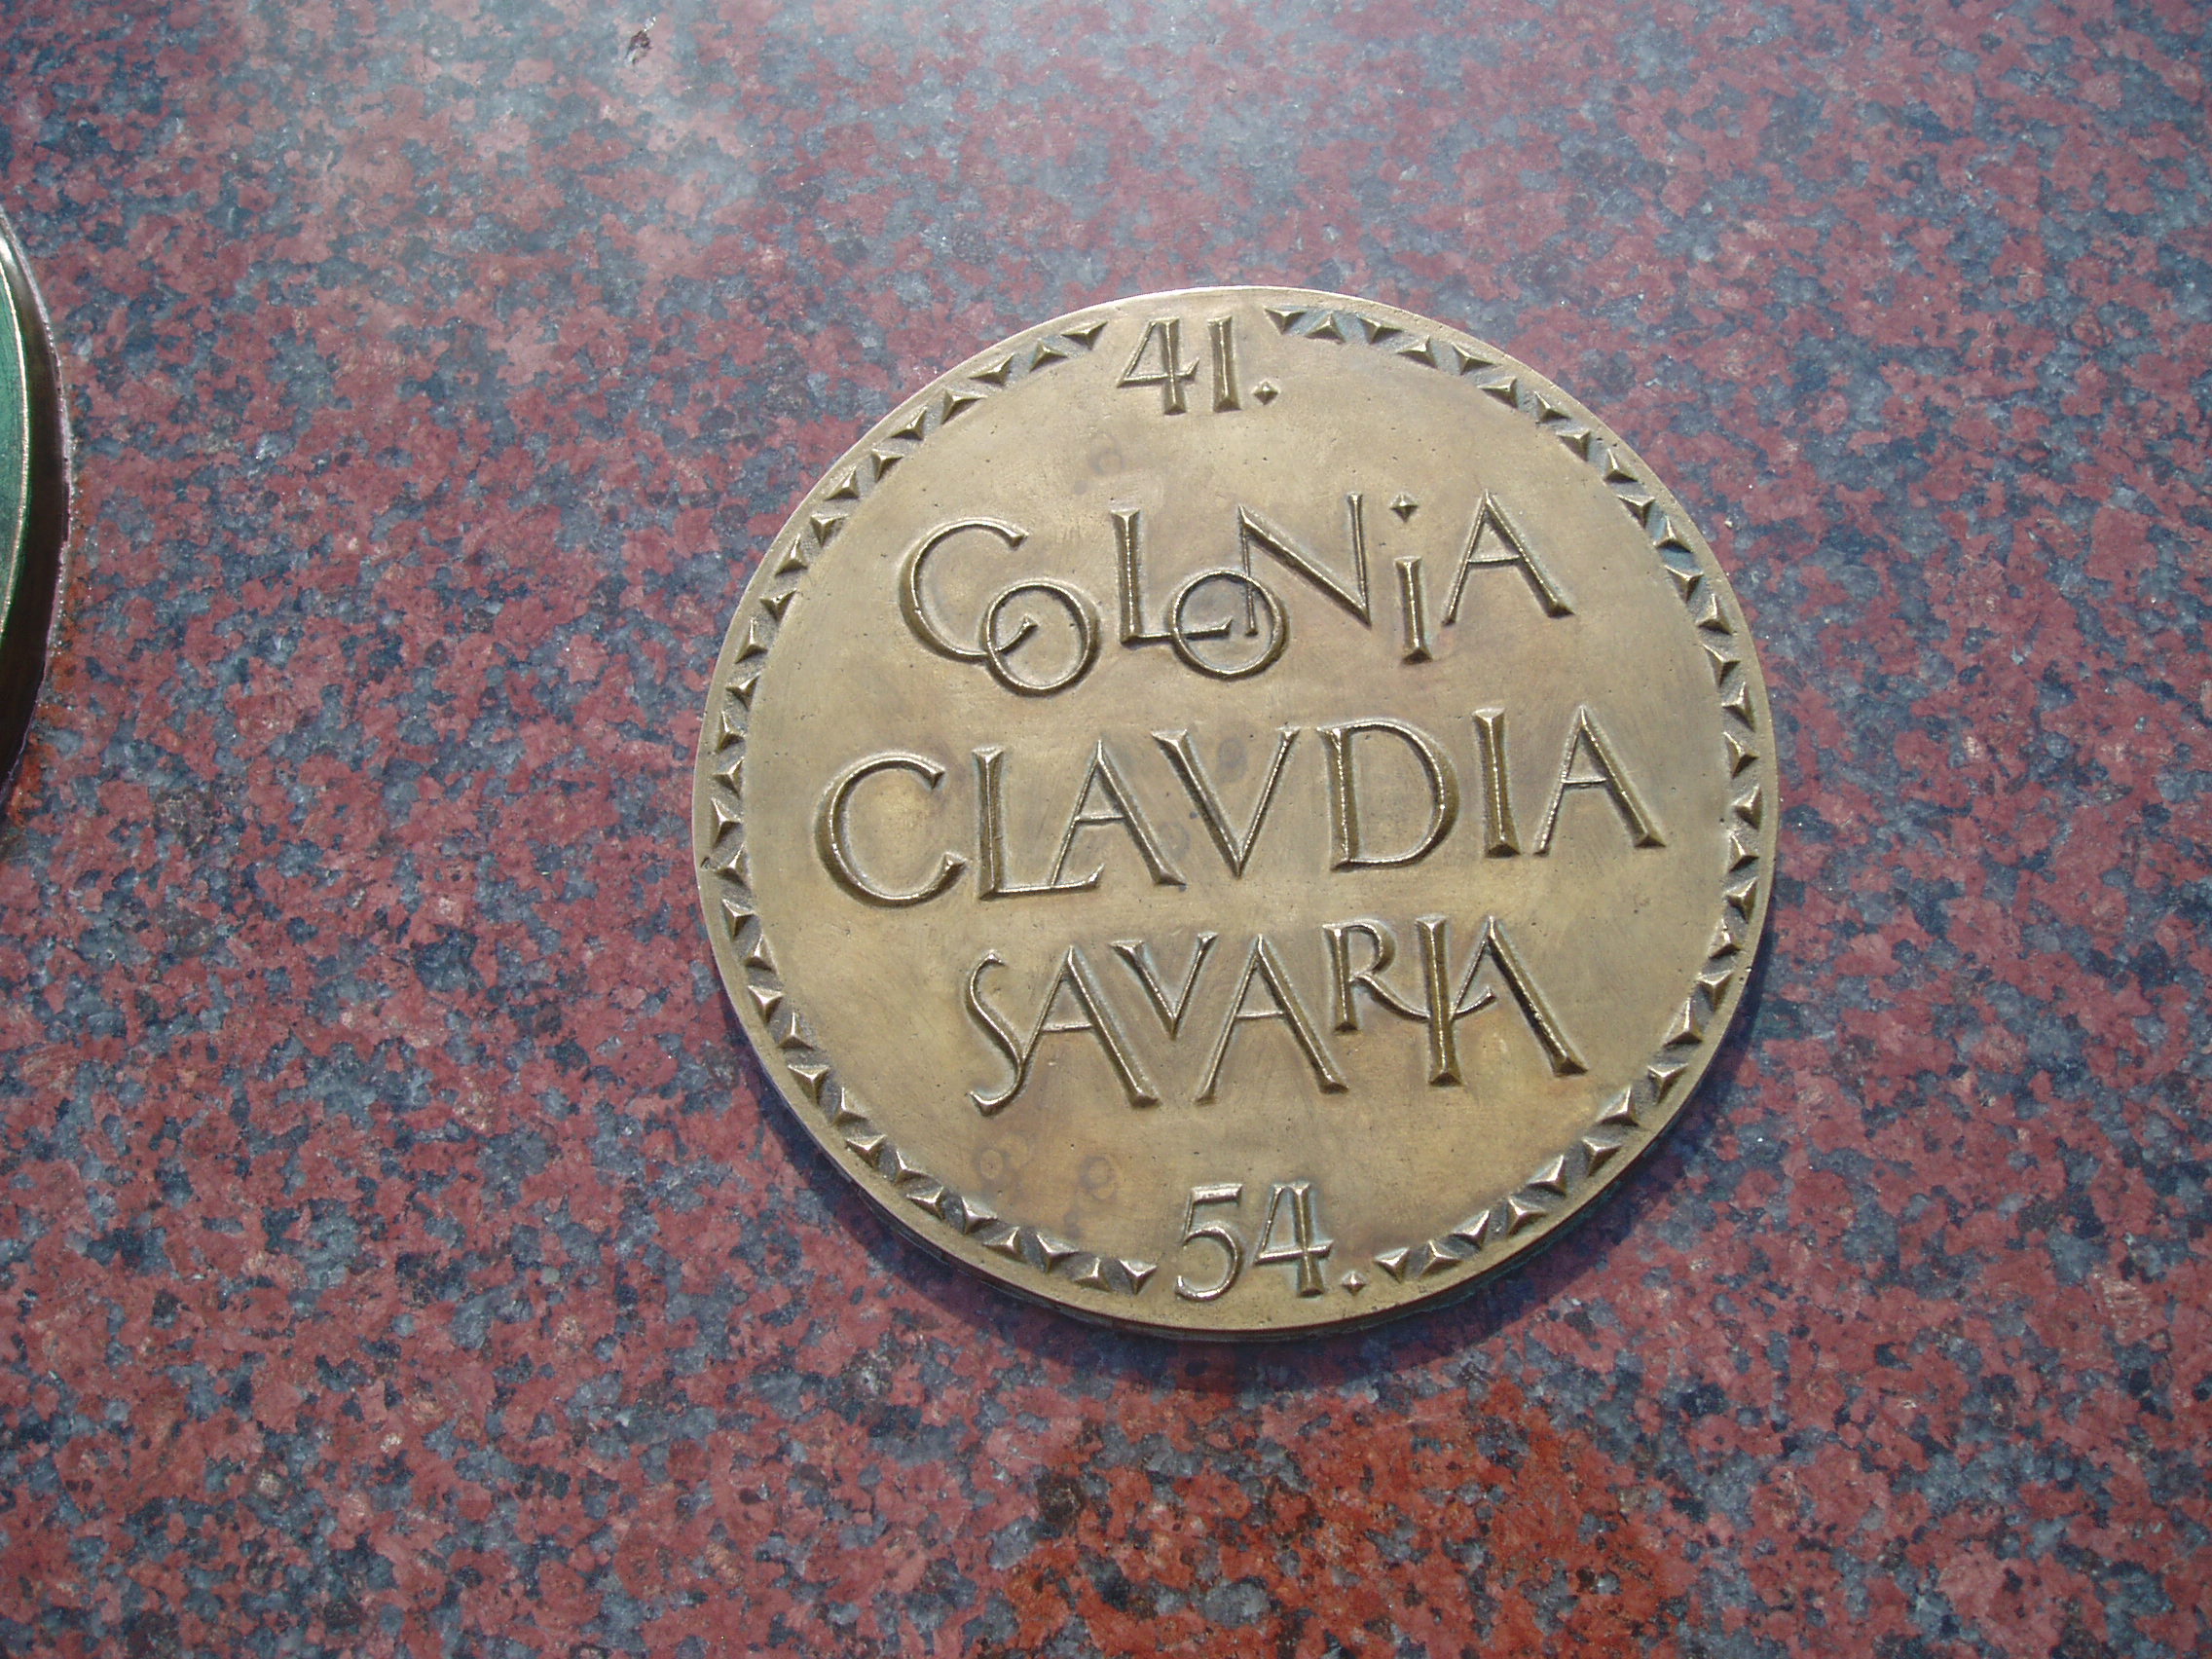 41.
COLONiA
CLAVDIA
SAVARIA
54.